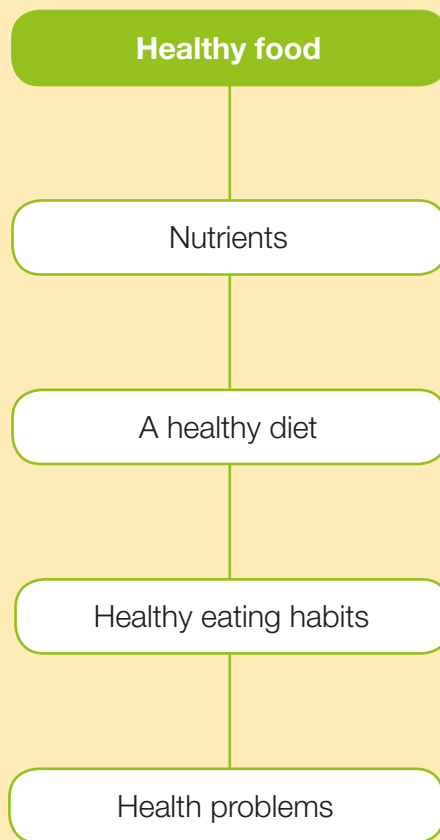 Healthy food
Nutrients
A healthy diet
Healthy eating habits
Health problems